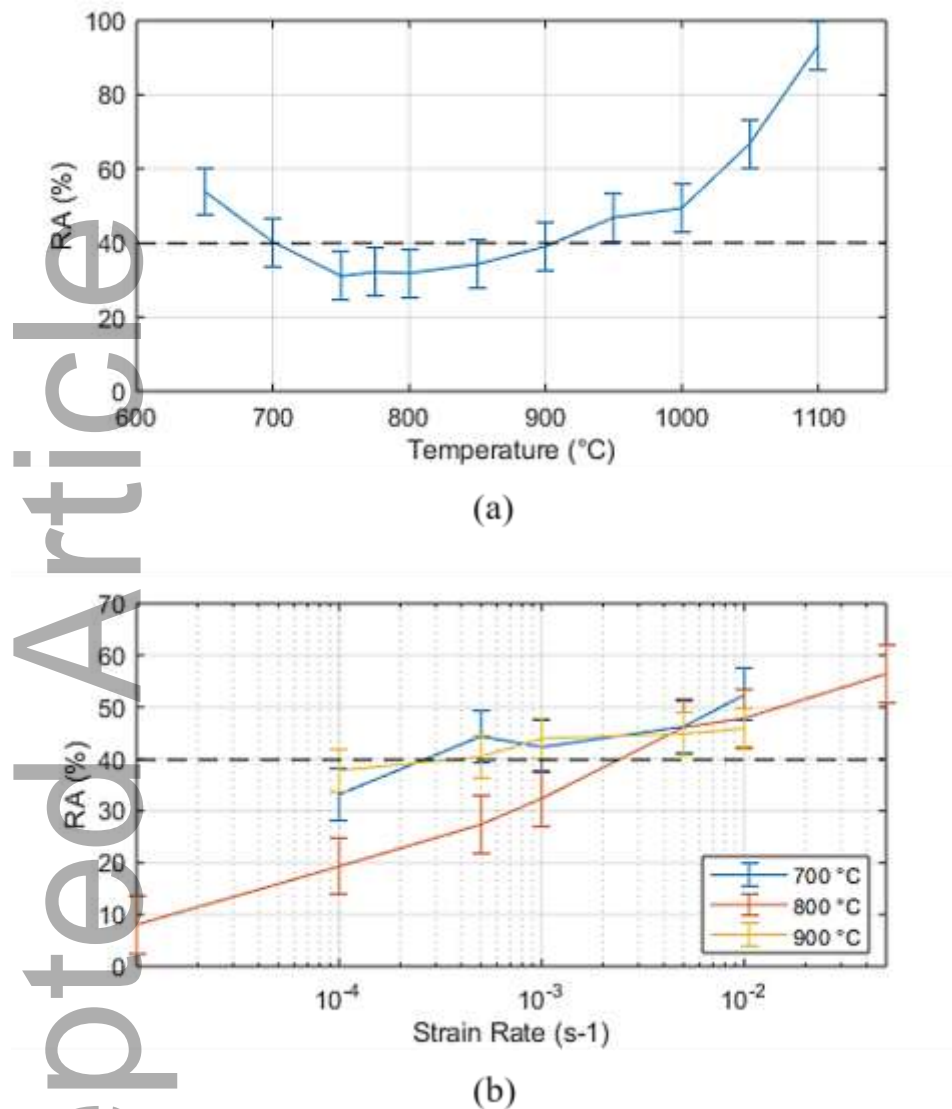 100
80
60
40
20
0
RA (%)
600 700 800 900 1000 1100
Temperature (°C)
(a)
70
60
50
40
30
20
10
0
RA (%)
10-4 10-3 10-2
Strain Rate (s-1)
700 °C
800 °C
900 °C
(b)
pted Article